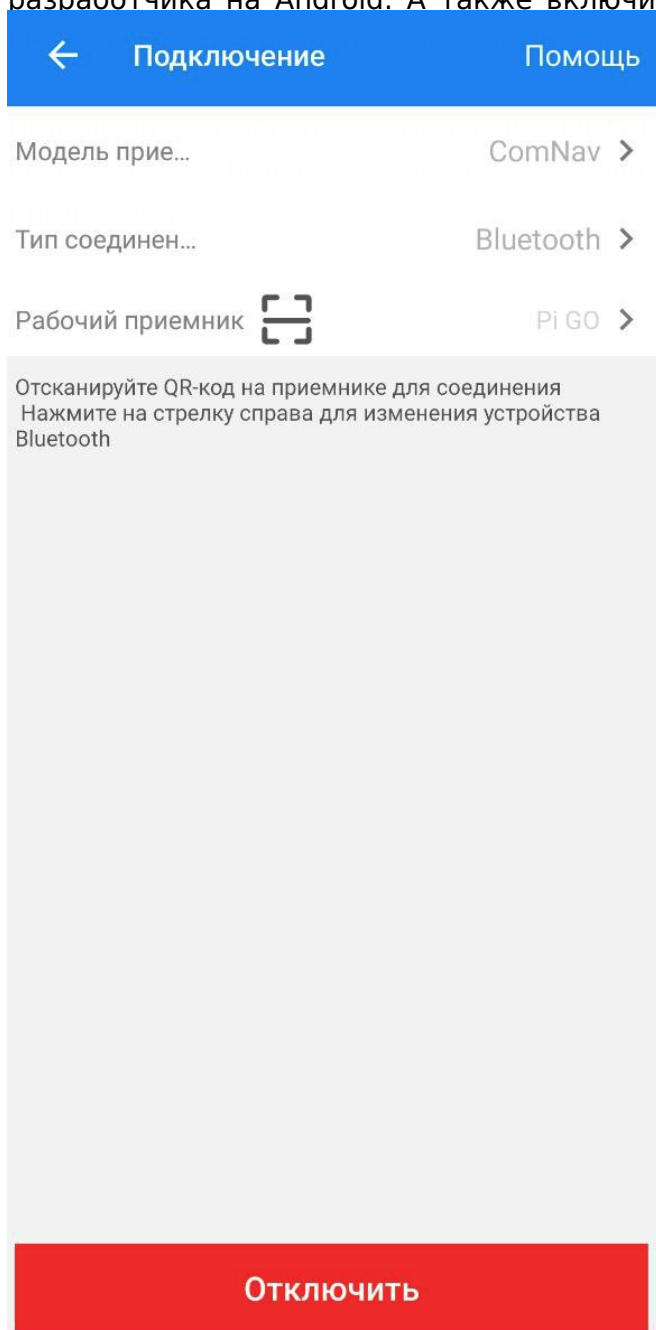 разработчика на Android. А также включи
Подключение Помощь
Модель прие... ComNav
Тип соединен... Bluetooth
Рабочий приемник Pi GO
Отсканируйте QR-код на приемнике для соединения
Нажмите на стрелку справа для изменения устройства
Bluetooth
Отключить